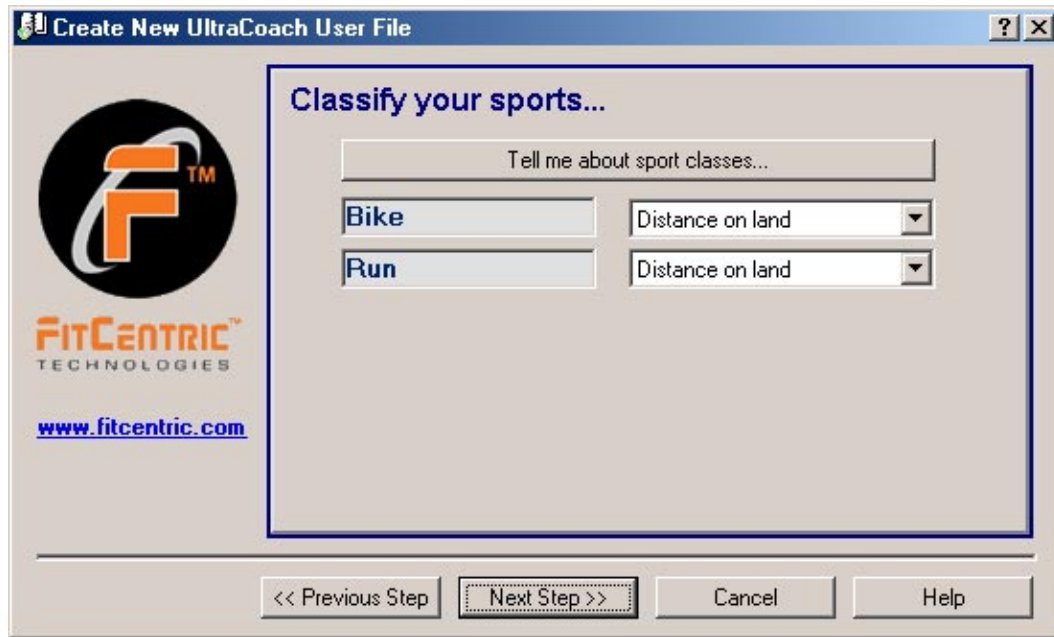 Create New UltraCoach User File
Classify your sports...
Tell me about sport classes...
Bike Distance on land
Run Distance on land
F TM
FITCENTRIC™
TECHNOLOGIES
www.fitcentric.com
<< Previous Step Next Step >> Cancel Help